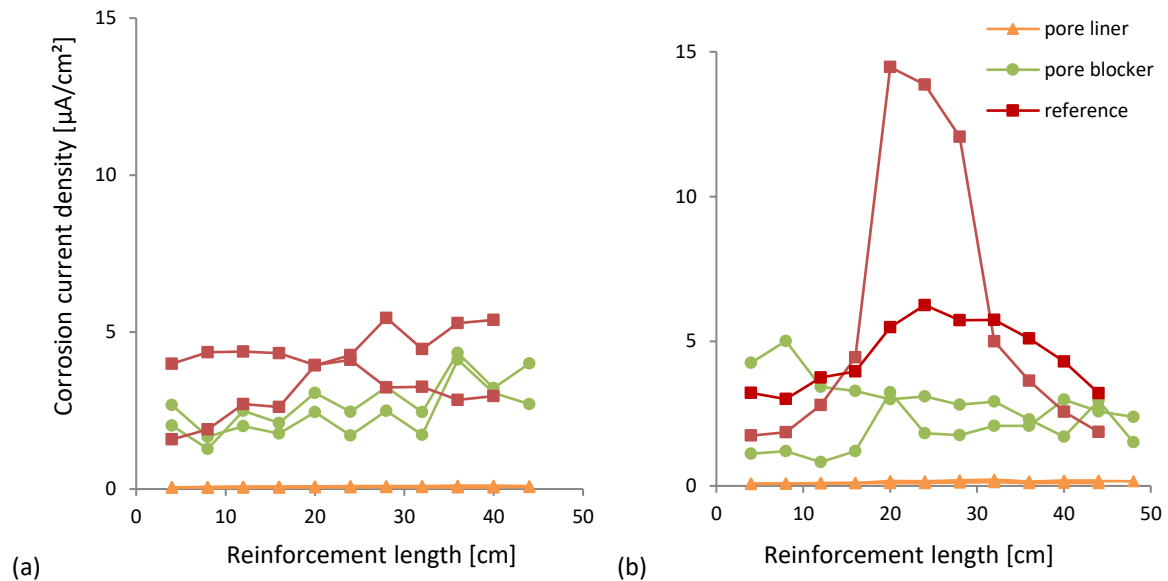 Corrosion current density [µA/cm²]
15
10
5
0
0
10
20
30
40
50
Reinforcement length [cm]
(a)
pore liner
pore blocker
reference
15
10
5
0
0
10
20
30
40
50
Reinforcement length [cm]
(b)